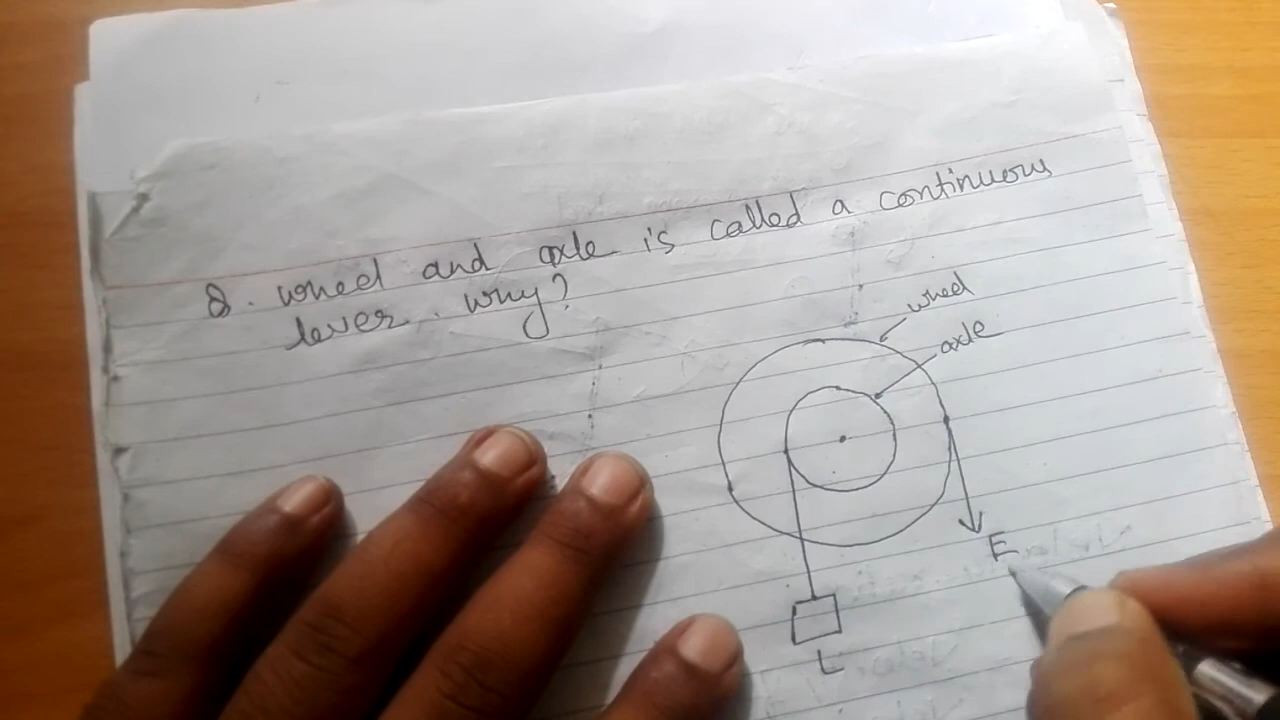 Q. wheel and axle is called a continuous
lever. why?
wheel
axle
E
L